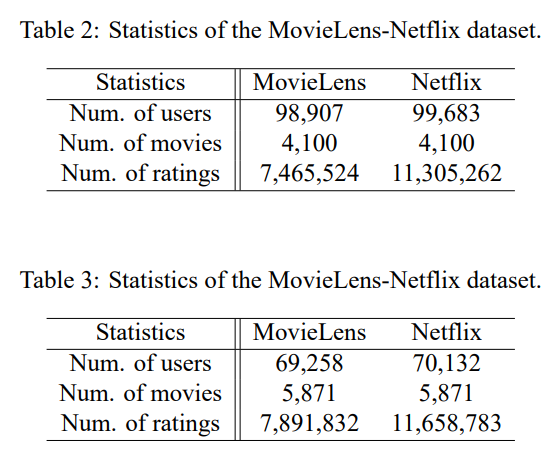 Table 2: Statistics of the MovieLens-Netflix dataset.
Statistics MovieLens Netflix
Num. of users 98,907 99,683
Num. of movies 4,100 4,100
Num. of ratings 7,465,524 11,305,262
Table 3: Statistics of the MovieLens-Netflix dataset.
Statistics MovieLens Netflix
Num. of users 69,258 70,132
Num. of movies 5,871 5,871
Num. of ratings 7,891,832 11,658,783